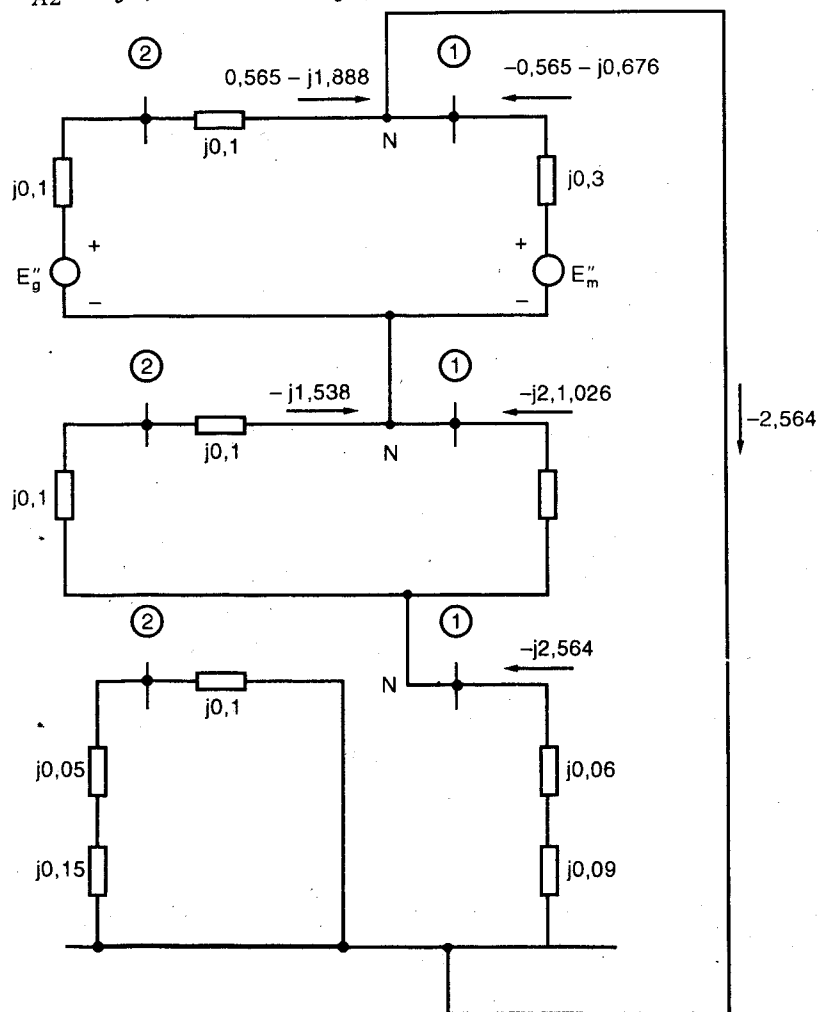 ② ①
0,565 – j1,888 –0,565 – j0,676
j0,1 N
j0,1 j0,3
+ +
E″g E″m
– –
② ①
– j1,538 –j2,1,026
–2,564
j0,1 N
j0,1
② ①
–j2,564
N
j0,1
j0,05 j0,06
j0,15 j0,09